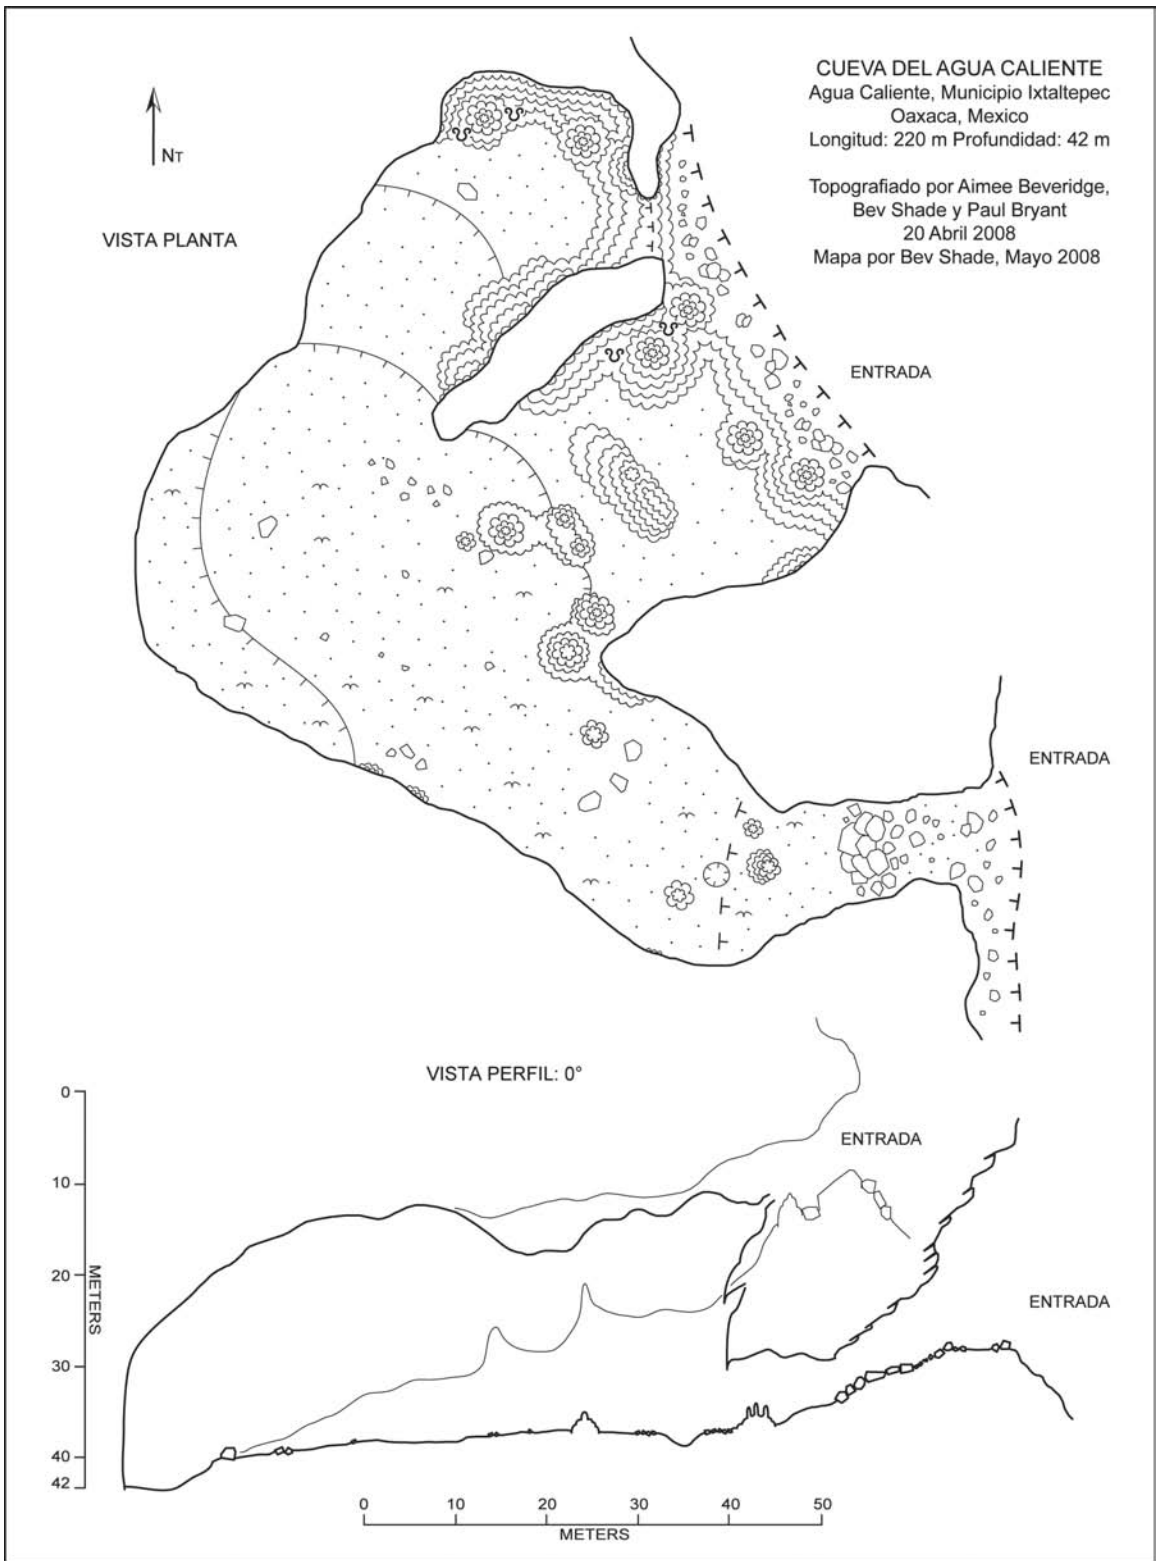 CUEVA DEL AGUA CALIENTE
Agua Caliente, Municipio Ixtaltepec
Oaxaca, Mexico
Longitud: 220 m Profundidad: 42 m
Topografiado por Aimee Beveridge,
Bev Shade y Paul Bryant
20 Abril 2008
Mapa por Bev Shade, Mayo 2008
NT
VISTA PLANTA
ENTRADA
ENTRADA
VISTA PERFIL: 0°
0
10
20
30
40
42
METERS
ENTRADA
ENTRADA
0 10 20 30 40 50
METERS